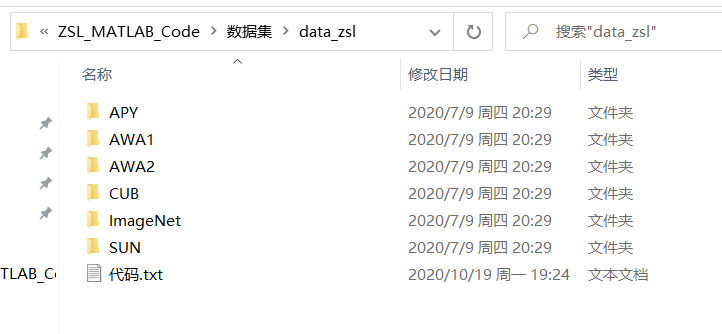 « ZSL_MATLAB_Code > 数据集 > data_zsl 搜索"data_zsl"
名称 修改日期 类型
APY 2020/7/9 周四 20:29 文件夹
AWA1 2020/7/9 周四 20:29 文件夹
AWA2 2020/7/9 周四 20:29 文件夹
CUB 2020/7/9 周四 20:29 文件夹
ImageNet 2020/7/9 周四 20:29 文件夹
SUN 2020/7/9 周四 20:29 文件夹
TLAB_Co 代码.txt 2020/10/19 周一 19:24 文本文档